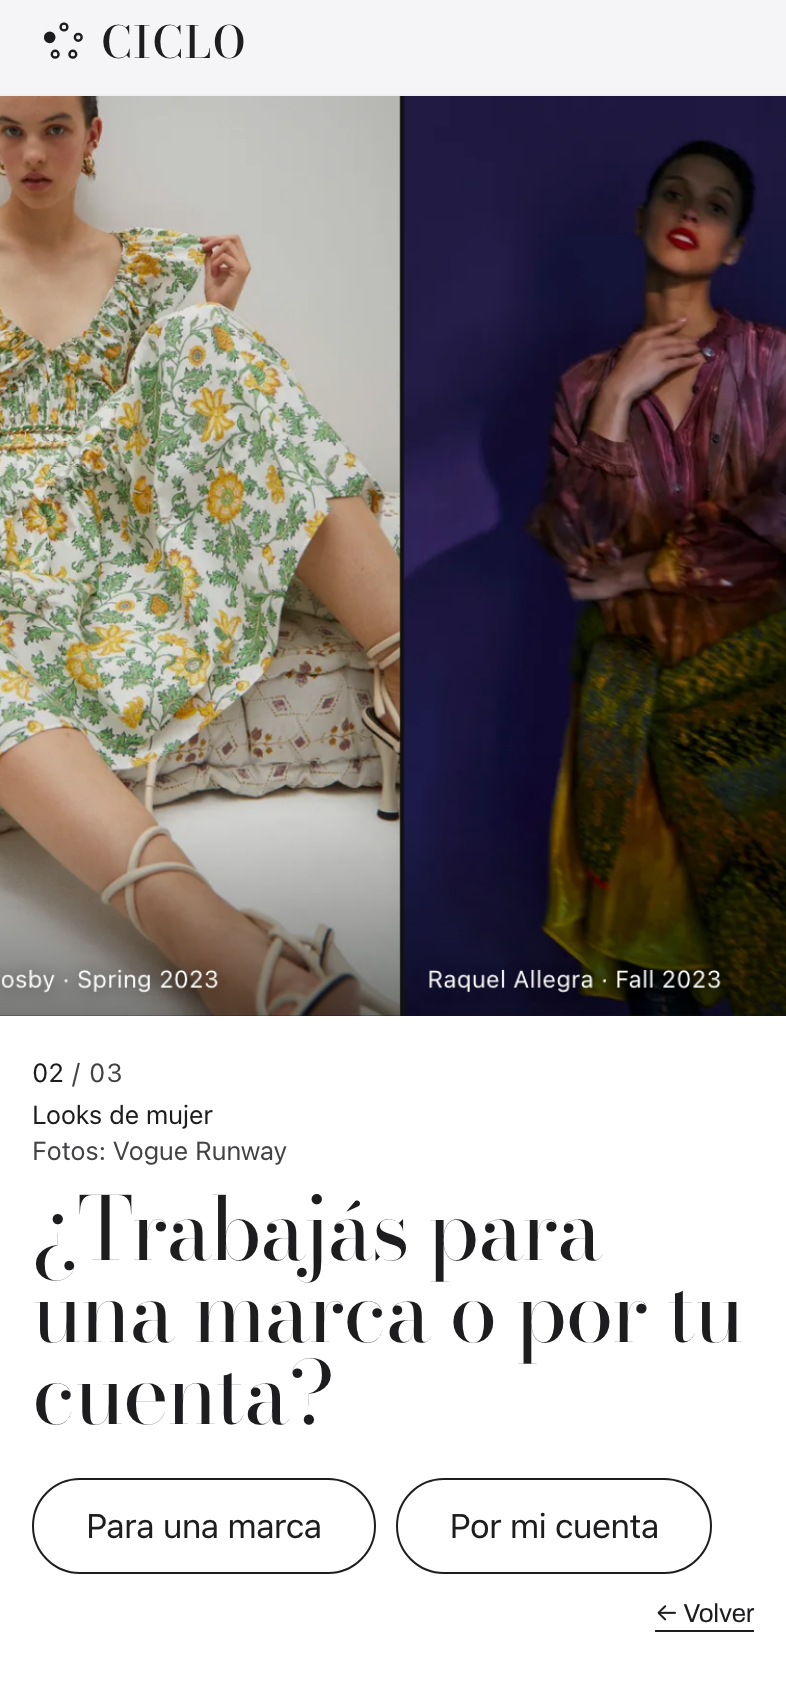 CICLO
osby · Spring 2023
Raquel Allegra · Fall 2023
02 / 03
Looks de mujer
Fotos: Vogue Runway
¿Trabajás para
una marca o por tu
cuenta?
Para una marca
Por mi cuenta
← Volver